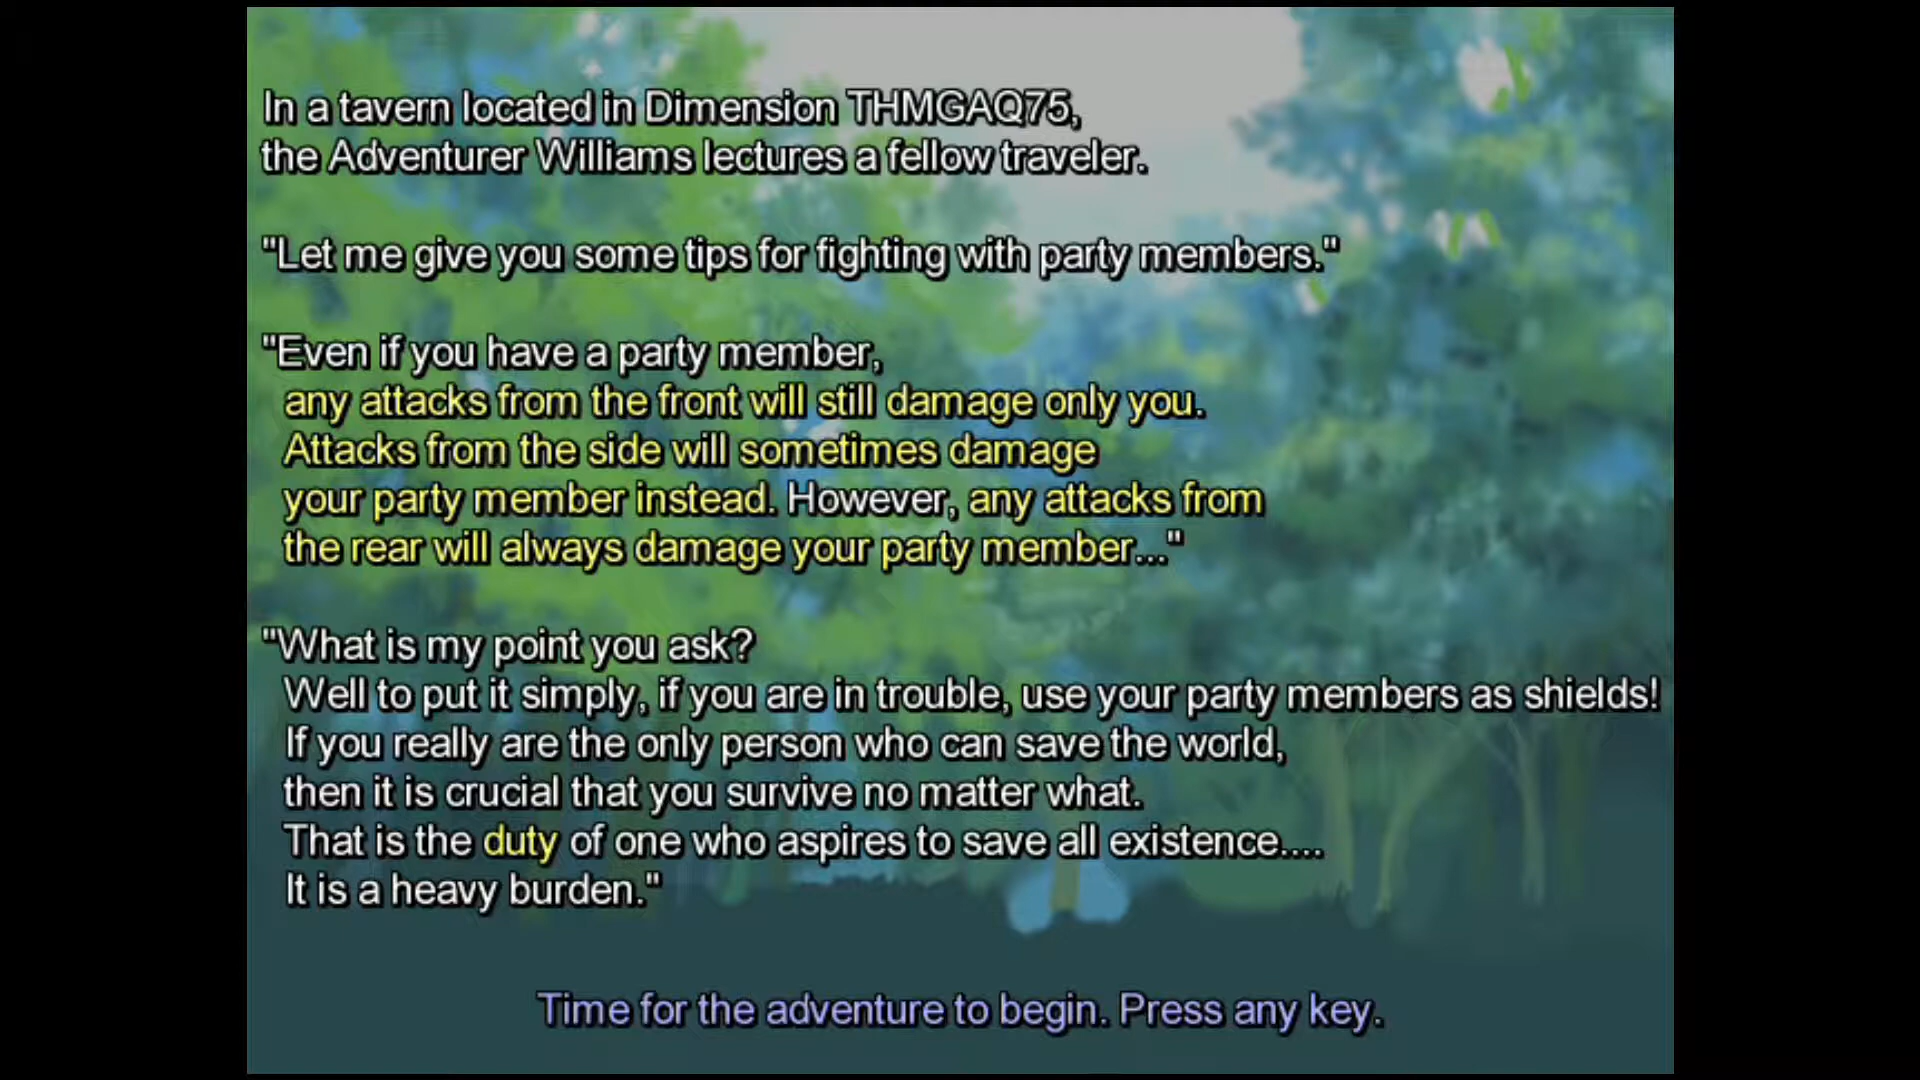 In a tavern located in Dimension THMGAQ75,
the Adventurer Williams lectures a fellow traveler.
"Let me give you some tips for fighting with party members."
"Even if you have a party member,
any attacks from the front will still damage only you.
Attacks from the side will sometimes damage
your party member instead. However, any attacks from
the rear will always damage your party member..."
"What is my point you ask?
Well to put it simply, if you are in trouble, use your party members as shields!
If you really are the only person who can save the world,
then it is crucial that you survive no matter what.
That is the duty of one who aspires to save all existence....
It is a heavy burden."
Time for the adventure to begin. Press any key.